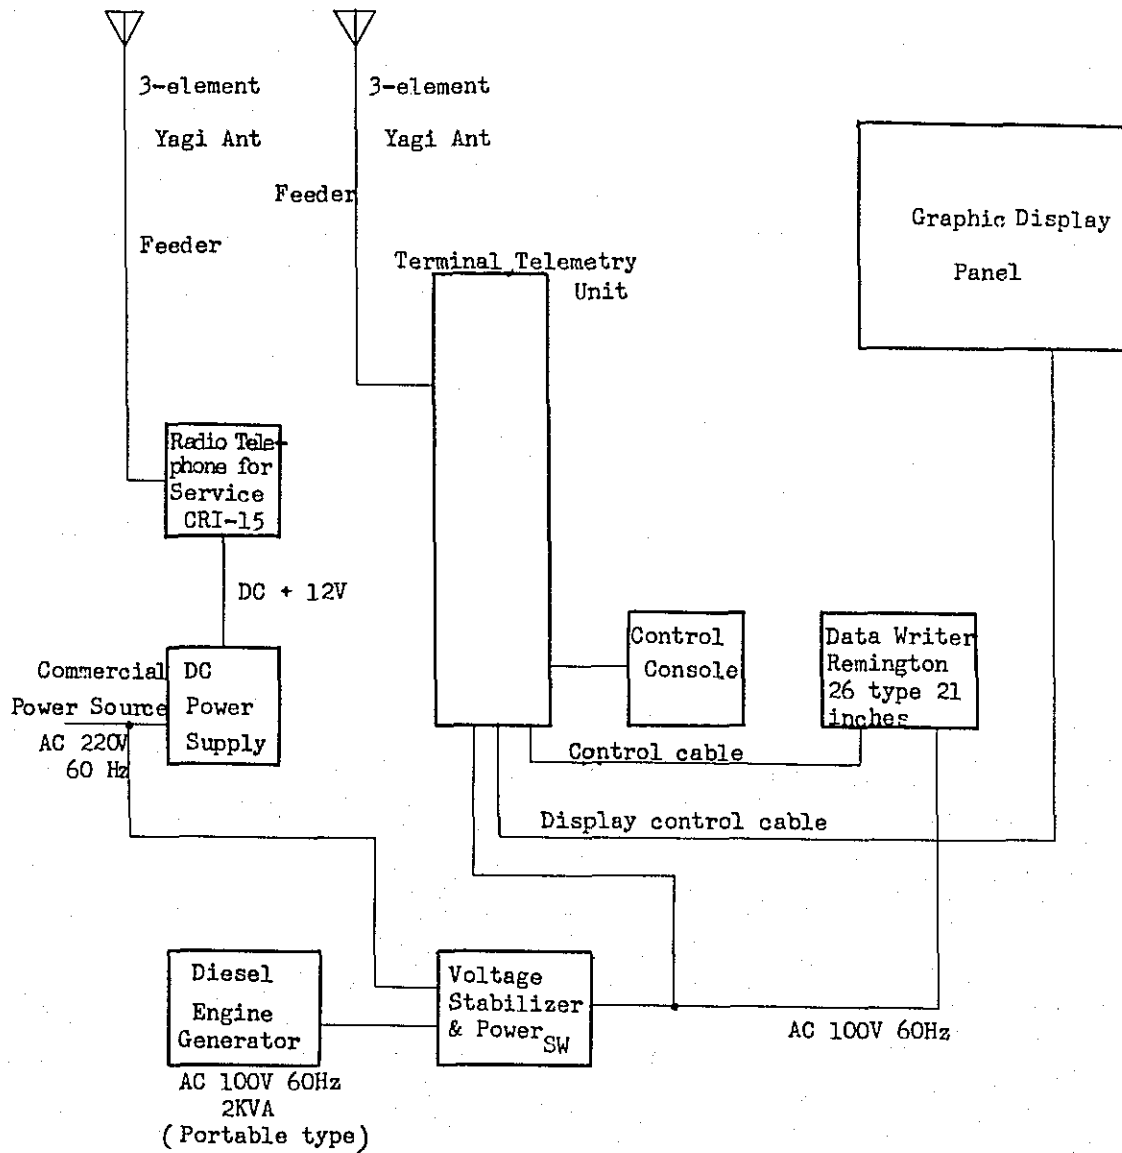 3-element
Yagi Ant
Feeder
3-element
Yagi Ant
Feeder
Terminal Telemetry
Unit
Graphic Display
Panel
Radio Tele-
phone for
Service
CRI-15
DC + 12V
Commercial
Power Source
AC 220V
60 Hz
DC
Power
Supply
Control
Console
Data Writer
Remington
26 type 21
inches
Control cable
Display control cable
Diesel
Engine
Generator
AC 100V 60Hz
2KVA
(Portable type)
Voltage
Stabilizer
& Power SW
AC 100V 60Hz